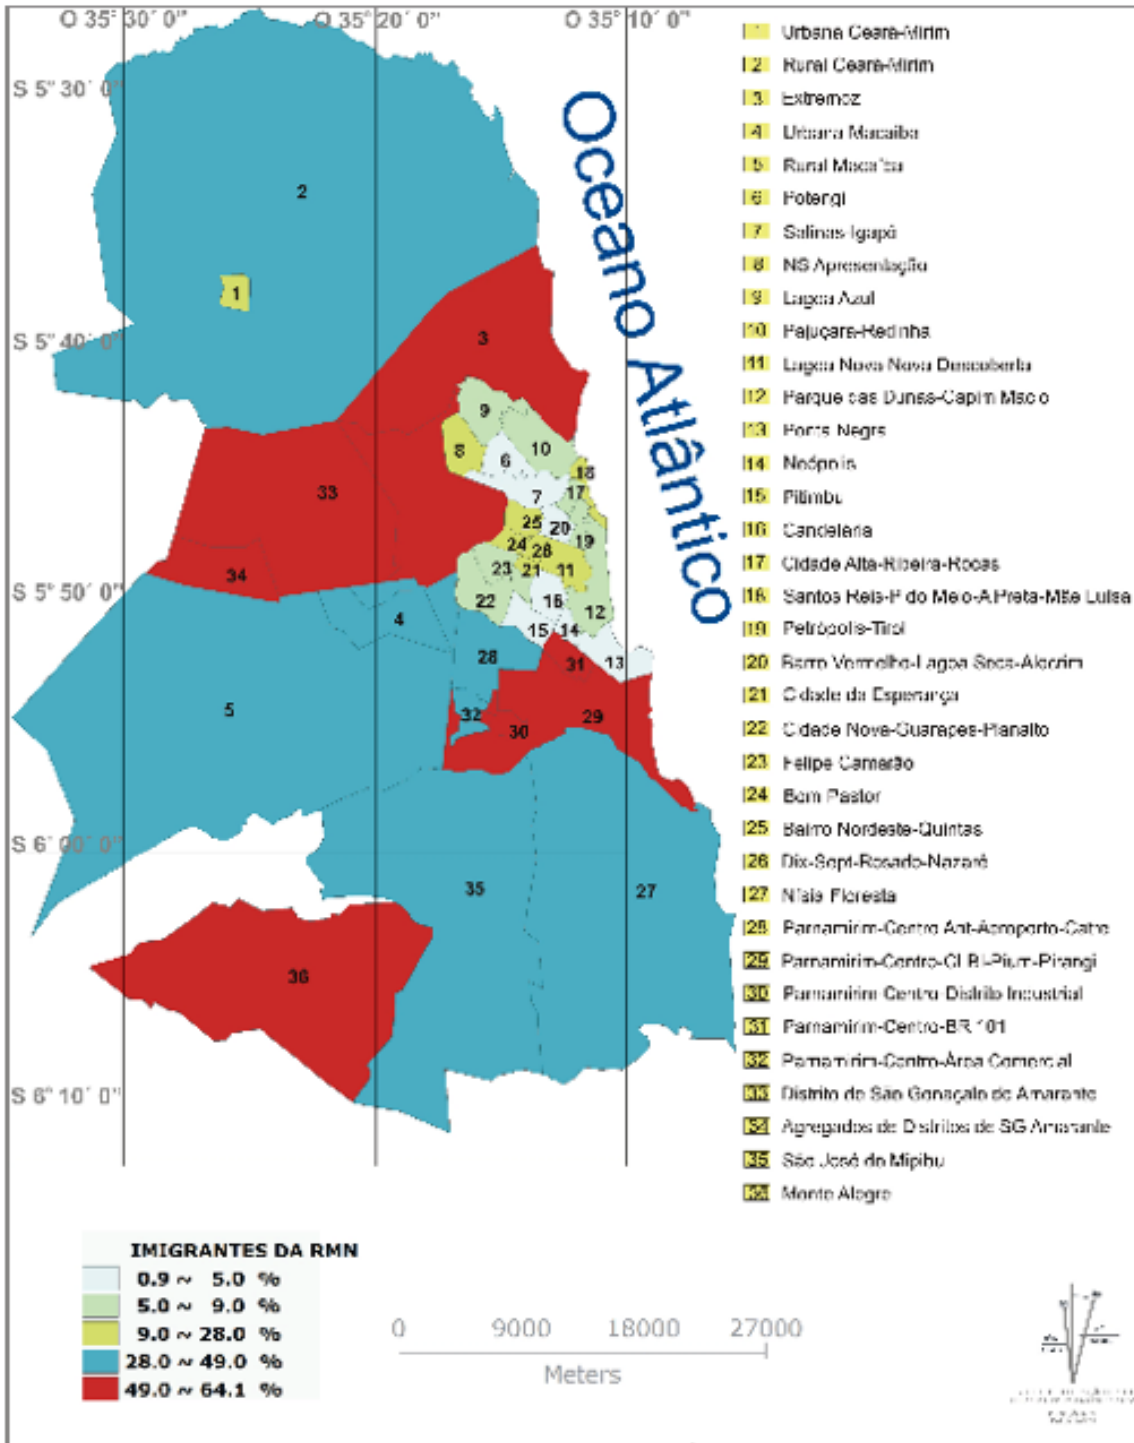 O 35° 30' 0" O 35° 20' 0" O 35° 10' 0"
S 5° 30' 0"
S 5° 40' 0"
S 5° 50' 0"
S 6° 00' 0"
S 6° 10' 0"
Oceano Atlântico
2
1
3
9
8
6
10
18
7
17
33
25
20
24
26
19
34
23
21
11
22
16
12
4
15
14
28
31
13
5
32
30
29
35
27
36
1 Urbana Ceará-Mirim
2 Rural Ceará-Mirim
3 Extremoz
4 Urbana Macaíba
5 Rural Macaíba
6 Potengi
7 Salinas-Igapó
8 NS Apresentação
9 Lagoa Azul
10 Pajuçara-Redinha
11 Lagoa Nova Nova Descoberta
12 Parque das Dunas-Capim Macio
13 Ponta Negra
14 Neópolis
15 Pitimbu
16 Candelária
17 Cidade Alta-Ribeira-Rocas
18 Santos Reis-P do Meio-A Preta-Mãe Luisa
19 Petrópolis-Tirol
20 Barro Vermelho-Lagoa Seca-Alecrim
21 Cidade da Esperança
22 Cidade Nova-Guarapes-Planalto
23 Felipe Camarão
24 Bom Pastor
25 Bairro Nordeste-Quintas
26 Dix-Sept-Rosado-Nazaré
27 Nísia Floresta
28 Parnamirim-Centro Ant-Aeroporto-Catre
29 Parnamirim-Centro-CLBI-Pium-Pirangi
30 Parnamirim-Centro-Distrito Industrial
31 Parnamirim-Centro-BR 101
32 Parnamirim-Centro-Área Comercial
33 Distrito de São Gonçalo do Amarante
34 Agregados de Distritos de SG Amarante
35 São José do Mipibu
36 Monte Alegre
IMIGRANTES DA RMN
0.9 ~ 5.0 %
5.0 ~ 9.0 %
9.0 ~ 28.0 %
28.0 ~ 49.0 %
49.0 ~ 64.1 %
0 9000 18000 27000
Meters